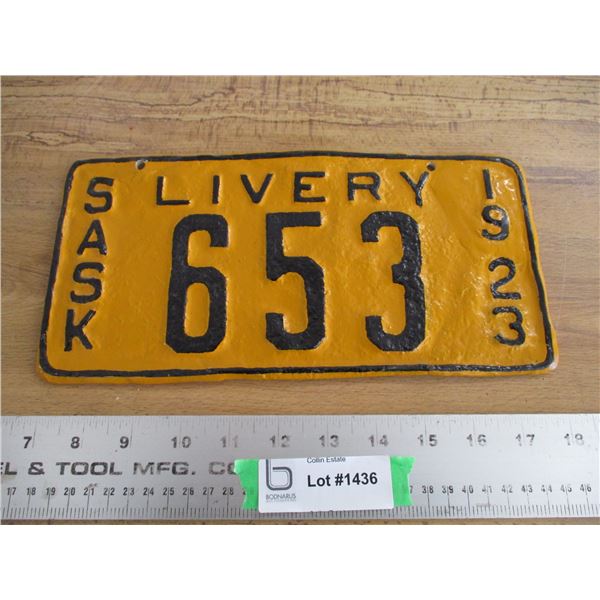 LIVERY
SASK
653
1923
7 8 9 10 11 12 13 14 15 16 17 18
EL & TOOL MFG. CO
Collin Estate
Lot #1436
b
BODNARUS
17 18 19 20 21 22 23 24 25 26 27 28
38 39 40 41 42 43 44 45 46